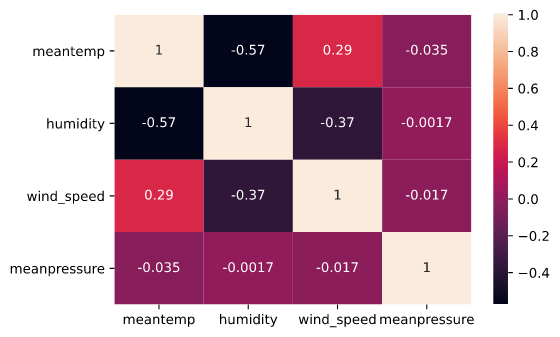 meantemp 1 -0.57 0.29 -0.035
humidity -0.57 1 -0.37 -0.0017
wind_speed 0.29 -0.37 1 -0.017
meanpressure -0.035 -0.0017 -0.017 1
meantemp humidity wind_speed meanpressure
1.0
0.8
0.6
0.4
0.2
0.0
−0.2
−0.4